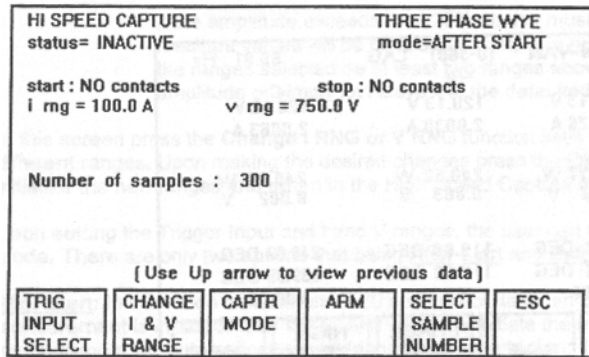 HI SPEED CAPTURE THREE PHASE WYE
status= INACTIVE mode=AFTER START
start : NO contacts stop : NO contacts
i rng = 100.0 A v rng = 750.0 V
Number of samples : 300
[Use Up arrow to view previous data]
TRIG CHANGE CAPTR ARM SELECT ESC
INPUT I & V MODE SAMPLE
SELECT RANGE NUMBER